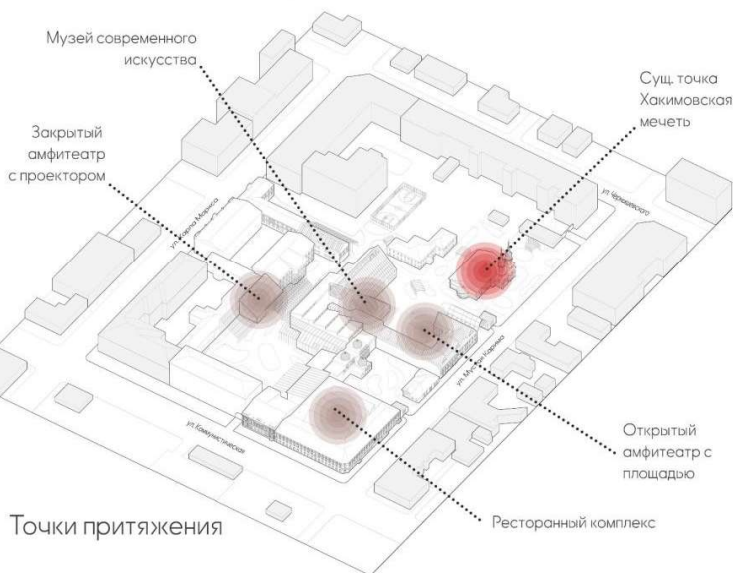 Музей современного
искусства
Сущ. точка
Хакимовская
мечеть
Закрытый
амфитеатр
с проектором
ул. Чернышевского
ул. Карла Маркса
ул. Мустая Карима
ул. Коммунистическая
Открытый
амфитеатр с
площадью
Ресторанный комплекс
Точки притяжения